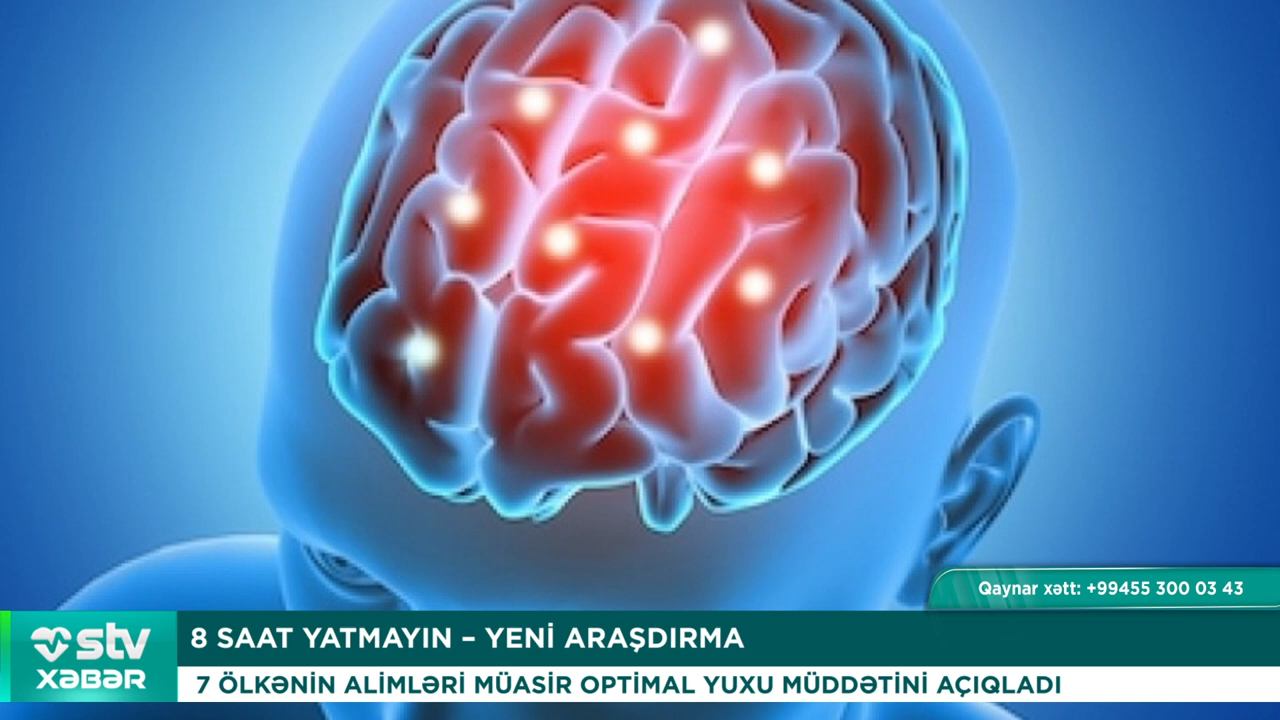 Qaynar xətt: +99455 300 03 43
stv
XƏBƏR
8 SAAT YATMAYIN – YENİ ARAŞDIRMA
7 ÖLKƏNİN ALİMLƏRİ MÜASİR OPTİMAL YUXU MÜDDƏTİNİ AÇIQLADI